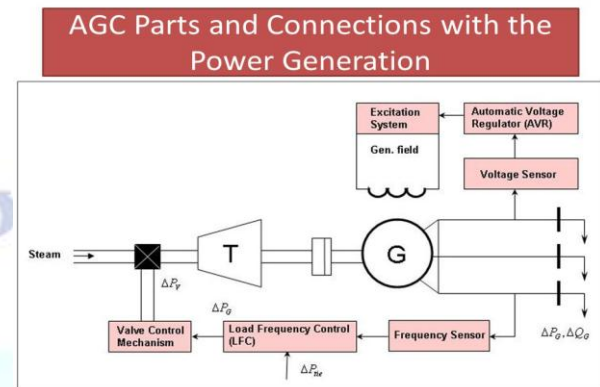 AGC Parts and Connections with the
Power Generation
Excitation
System
Automatic Voltage
Regulator (AVR)
Gen. field
Voltage Sensor
Steam
T
G
ΔP_V
ΔP_G
Valve Control
Mechanism
Load Frequency Control
(LFC)
Frequency Sensor
ΔP_G, ΔQ_G
ΔP_tie